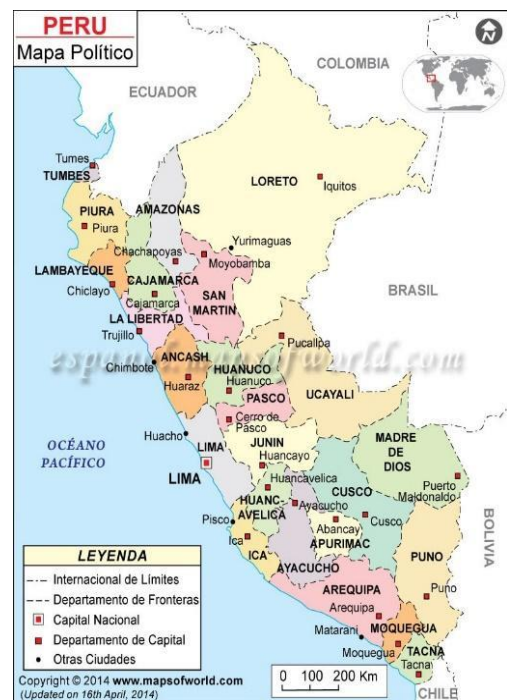 PERU
Mapa Político
N
COLOMBIA
ECUADOR
Tumes
TUMBES
LORETO
Iquitos
PIURA
Piura
AMAZONAS
Yurimaguas
Chachapoyas
Moyobamba
LAMBAYEQUE
CAJAMARCA
Chiclayo
Cajamarca
SAN
MARTIN
BRASIL
LA LIBERTAD
Trujillo
Pucallpa
espanol.mapsofworld.com
Chimbote
ANCASH
Huaraz
HUANUCO
Huanuco
UCAYALI
PASCO
Cerro de
Pasco
Huacho
LIMA
LIMA
JUNIN
Huancayo
MADRE
DE
DIOS
OCÉANO
PACÍFICO
Huancavelica
HUANC
AVELICA
CUSCO
Puerto
Maldonaldo
Ayacucho
Pisco
Abancay
Cusco
Ica
ICA
APURIMAC
AYACUCHO
PUNO
Puno
BOLIVIA
AREQUIPA
Arequipa
Matarani
MOQUEGUA
Moquegua
TACNA
Tacna
CHILE
LEYENDA
Internacional de Límites
Departamento de Fronteras
Capital Nacional
Departamento de Capital
Otras Ciudades
0 100 200
Km
Copyright © 2014 www.mapsofworld.com
(Updated on 16th April, 2014)